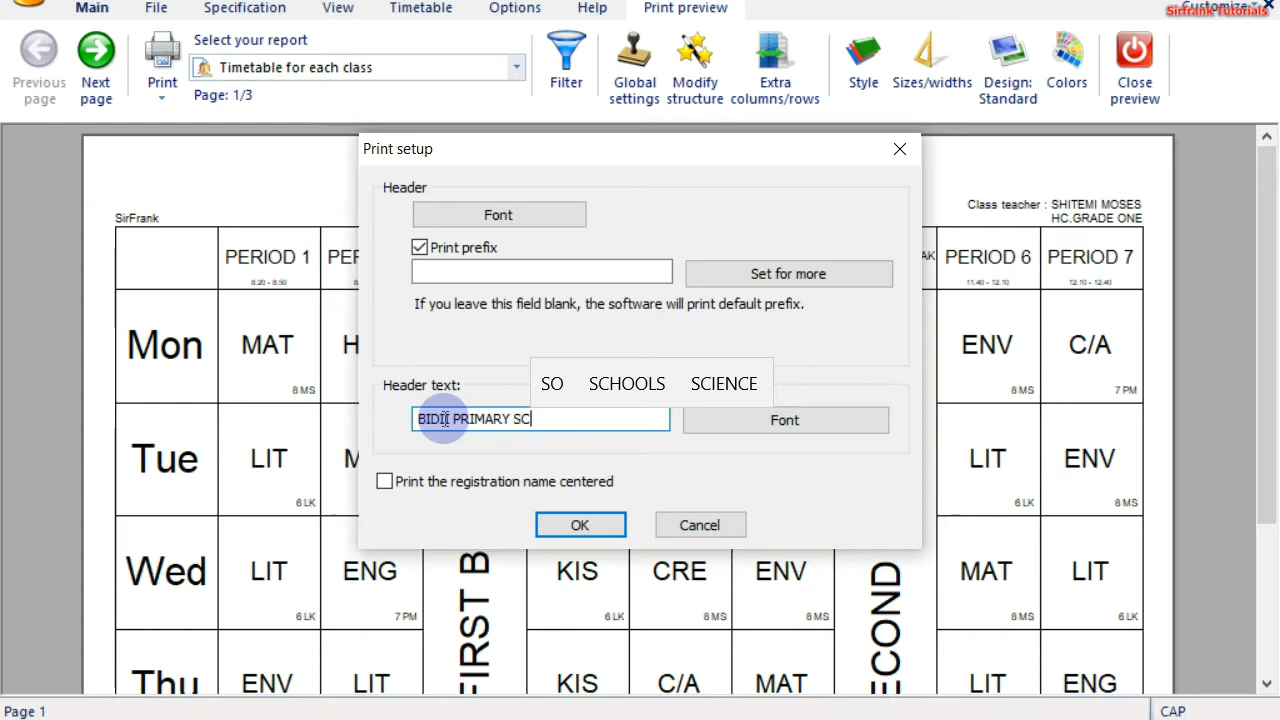 Main File Specification View Timetable Options Help Print preview Customize
Sirfrank Tutorials
Previous page
Next page
Print
Select your report
Timetable for each class
Page: 1/3
Filter
Global settings
Modify structure
Extra columns/rows
Style
Sizes/widths
Design: Standard
Colors
Close preview
Print setup
Header
Font
Print prefix
Set for more
If you leave this field blank, the software will print default prefix.
SO SCHOOLS SCIENCE
Header text:
BIDII PRIMARY SC
Font
Print the registration name centered
OK Cancel
SirFrank
Class teacher : SHITEMI MOSES
HC.GRADE ONE
PERIOD 1
8.20 - 8.50
PERIOD 6
11.40 - 12.10
PERIOD 7
12.10 - 12.40
Mon MAT ENV C/A
8 MS 8 MS 7 PM
Tue LIT LIT ENV
6 LK 6 LK 8 MS
Wed LIT ENG KIS CRE ENV MAT LIT
6 LK 7 PM 6 LK 8 MS 8 MS 8 MS 6 LK
FIRST B
ECOND
Thu ENV LIT KIS C/A MAT LIT ENG
Page 1 CAP